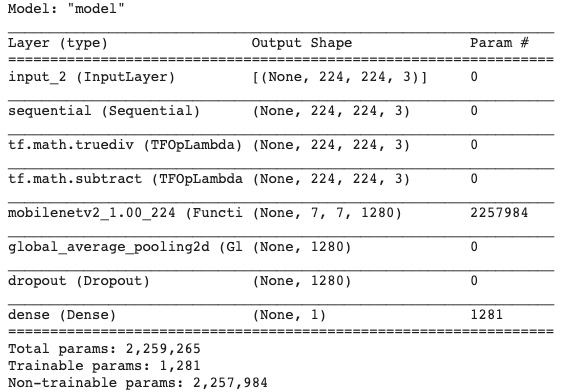 Model: "model"
Layer (type) Output Shape Param #
input_2 (InputLayer) [(None, 224, 224, 3)] 0
sequential (Sequential) (None, 224, 224, 3) 0
tf.math.truediv (TFOpLambda) (None, 224, 224, 3) 0
tf.math.subtract (TFOpLambda (None, 224, 224, 3) 0
mobilenetv2_1.00_224 (Functi (None, 7, 7, 1280) 2257984
global_average_pooling2d (Gl (None, 1280) 0
dropout (Dropout) (None, 1280) 0
dense (Dense) (None, 1) 1281
Total params: 2,259,265
Trainable params: 1,281
Non-trainable params: 2,257,984